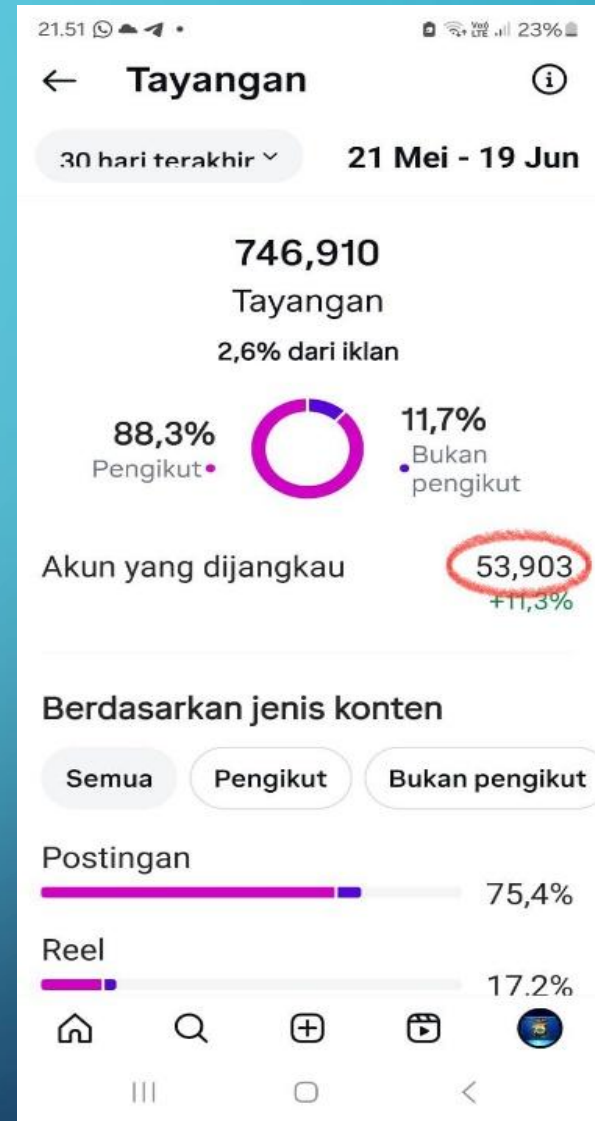 21.51 23%
← Tayangan
30 hari terakhir 21 Mei - 19 Jun
746,910
Tayangan
2,6% dari iklan
88,3%
Pengikut
11,7%
Bukan
pengikut
Akun yang dijangkau 53,903
+11,3%
Berdasarkan jenis konten
Semua Pengikut Bukan pengikut
Postingan
75,4%
Reel
17,2%